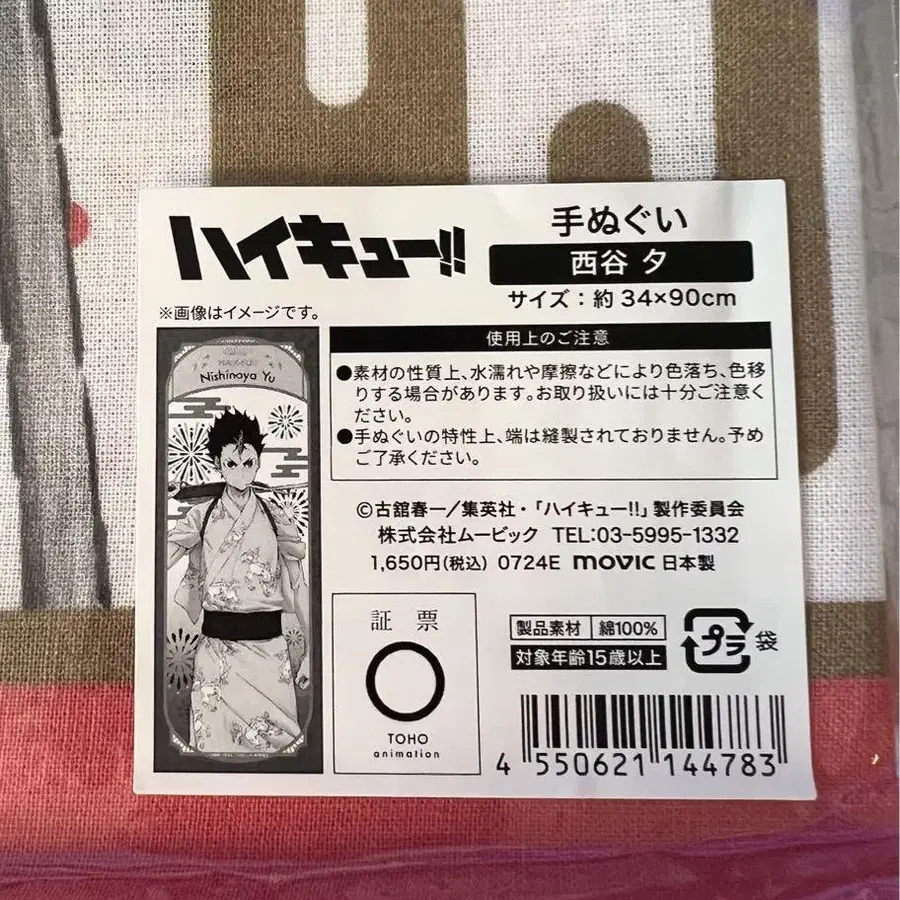 ハイキュー!!
手ぬぐい
西谷 夕
サイズ：約 34×90cm
※画像はイメージです。
Nishinoya Yu
使用上のご注意
●素材の性質上、水濡れや摩擦などにより色落ち、色移
りする場合があります。お取り扱いには十分ご注意く
ださい。
●手ぬぐいの特性上、端は縫製されておりません。予め
ご了承ください。
©古舘春一／集英社・「ハイキュー!!」製作委員会
株式会社ムービック TEL:03-5995-1332
1,650円(税込) 0724E movic 日本製
証 票
TOHO
animation
製品素材 綿100%
対象年齢15歳以上
プラ 袋
4 550621 144783